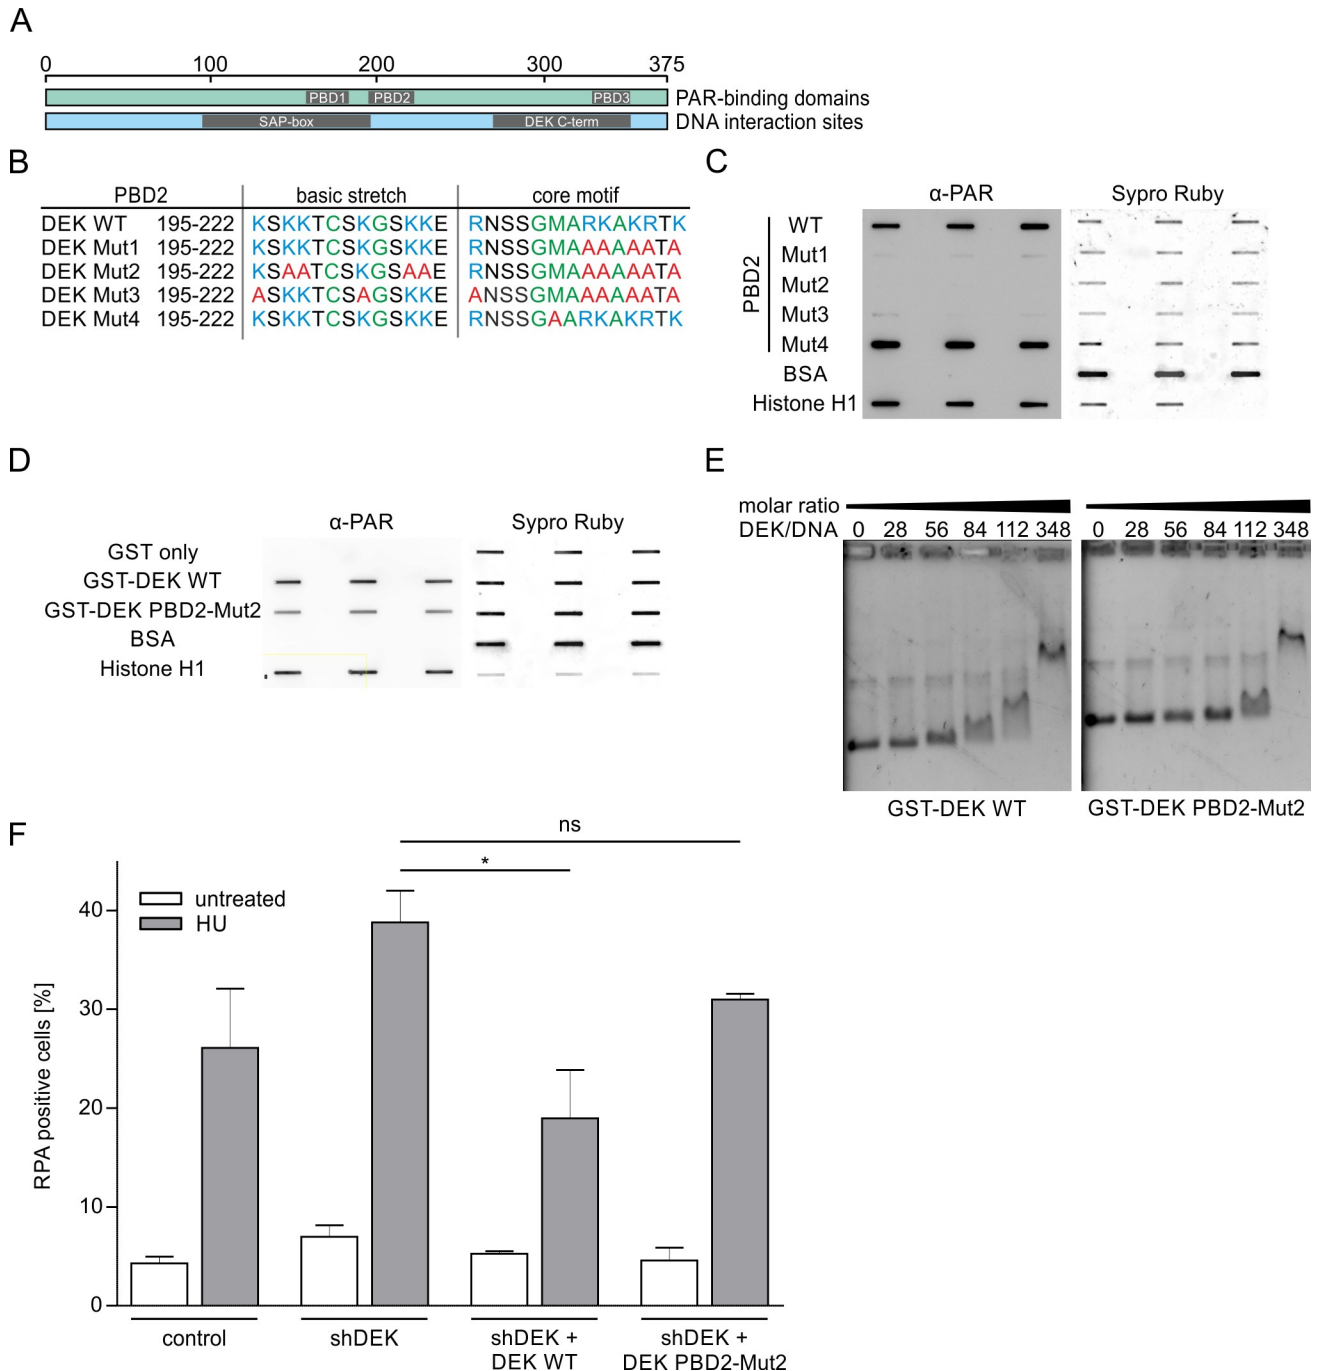 A
0 100 200 300 375
PBD1 PBD2 PBD3 PAR-binding domains
SAP-box DEK C-term DNA interaction sites
B
PBD2 basic stretch core motif
DEK WT 195-222 KSKKTCSKGSKKE RNSSGMARKAKRTK
DEK Mut1 195-222 KSKKTCSKGSKKE RNSSGMAAAAAATA
DEK Mut2 195-222 KSAATCSKGSAAE RNSSGMAAAAAATA
DEK Mut3 195-222 ASKKTCSAGSKKE ANSSGMAAAAAATA
DEK Mut4 195-222 KSKKTCSKGSKKE RNSSGAARKAKRTK
C
α-PAR Sypro Ruby
PBD2
WT
Mut1
Mut2
Mut3
Mut4
BSA
Histone H1
D
α-PAR Sypro Ruby
GST only
GST-DEK WT
GST-DEK PBD2-Mut2
BSA
Histone H1
E
molar ratio
DEK/DNA 0 28 56 84 112 348 0 28 56 84 112 348
GST-DEK WT GST-DEK PBD2-Mut2
F
ns
*
untreated
HU
RPA positive cells [%]
40
30
20
10
0
control shDEK shDEK + shDEK +
DEK WT DEK PBD2-Mut2